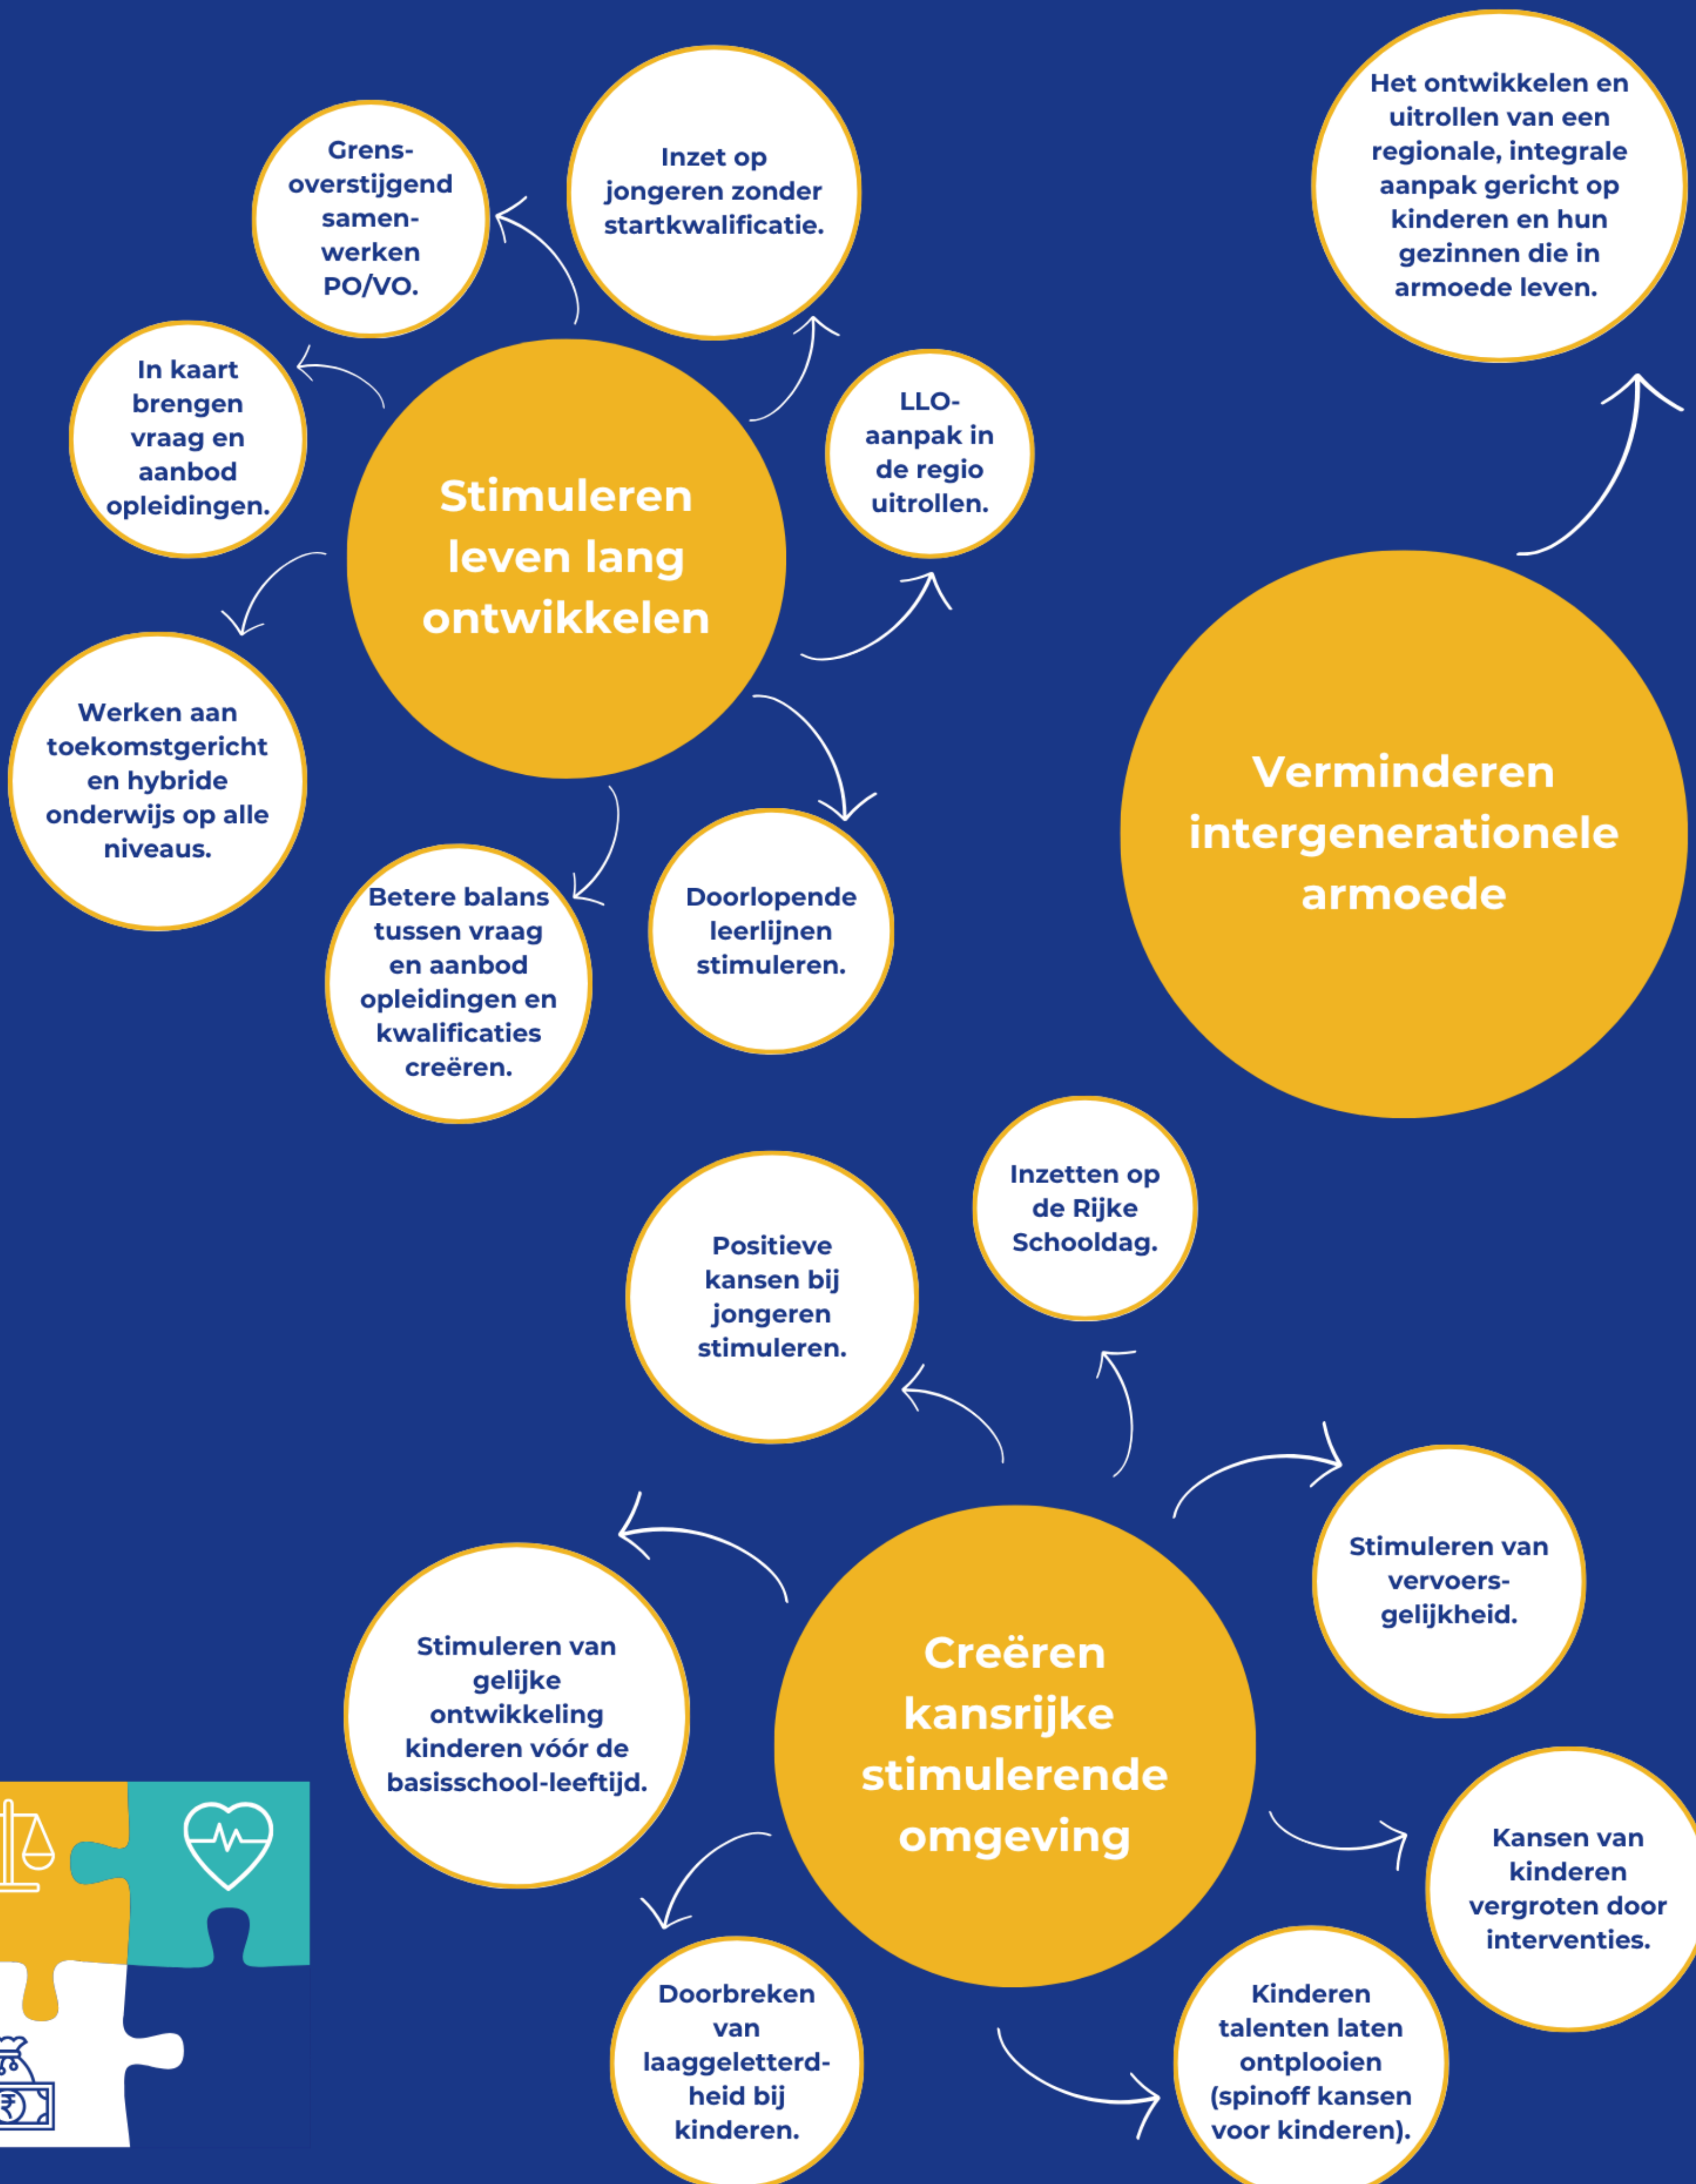 Grens-
overstijgend
samen-
werken
PO/VO.
Inzet op
jongeren zonder
startkwalificatie.
Het ontwikkelen en
uitrollen van een
regionale, integrale
aanpak gericht op
kinderen en hun
gezinnen die in
armoede leven.
In kaart
brengen
vraag en
aanbod
opleidingen.
LLO-
aanpak in
de regio
uitrollen.
Stimuleren
leven lang
ontwikkelen
Werken aan
toekomstgericht
en hybride
onderwijs op alle
niveaus.
Betere balans
tussen vraag
en aanbod
opleidingen en
kwalificaties
creëren.
Doorlopende
leerlijnen
stimuleren.
Verminderen
intergenerationele
armoede
Positieve
kansen bij
jongeren
stimuleren.
Inzetten op
de Rijke
Schooldag.
Stimuleren van
vervoers-
gelijkheid.
Stimuleren van
gelijke
ontwikkeling
kinderen vóór de
basisschool-leeftijd.
Creëren
kansrijke
stimulerende
omgeving
Kansen van
kinderen
vergroten door
interventies.
Doorbreken
van
laaggeletterd-
heid bij
kinderen.
Kinderen
talenten laten
ontplooien
(spinoff kansen
voor kinderen).
₹